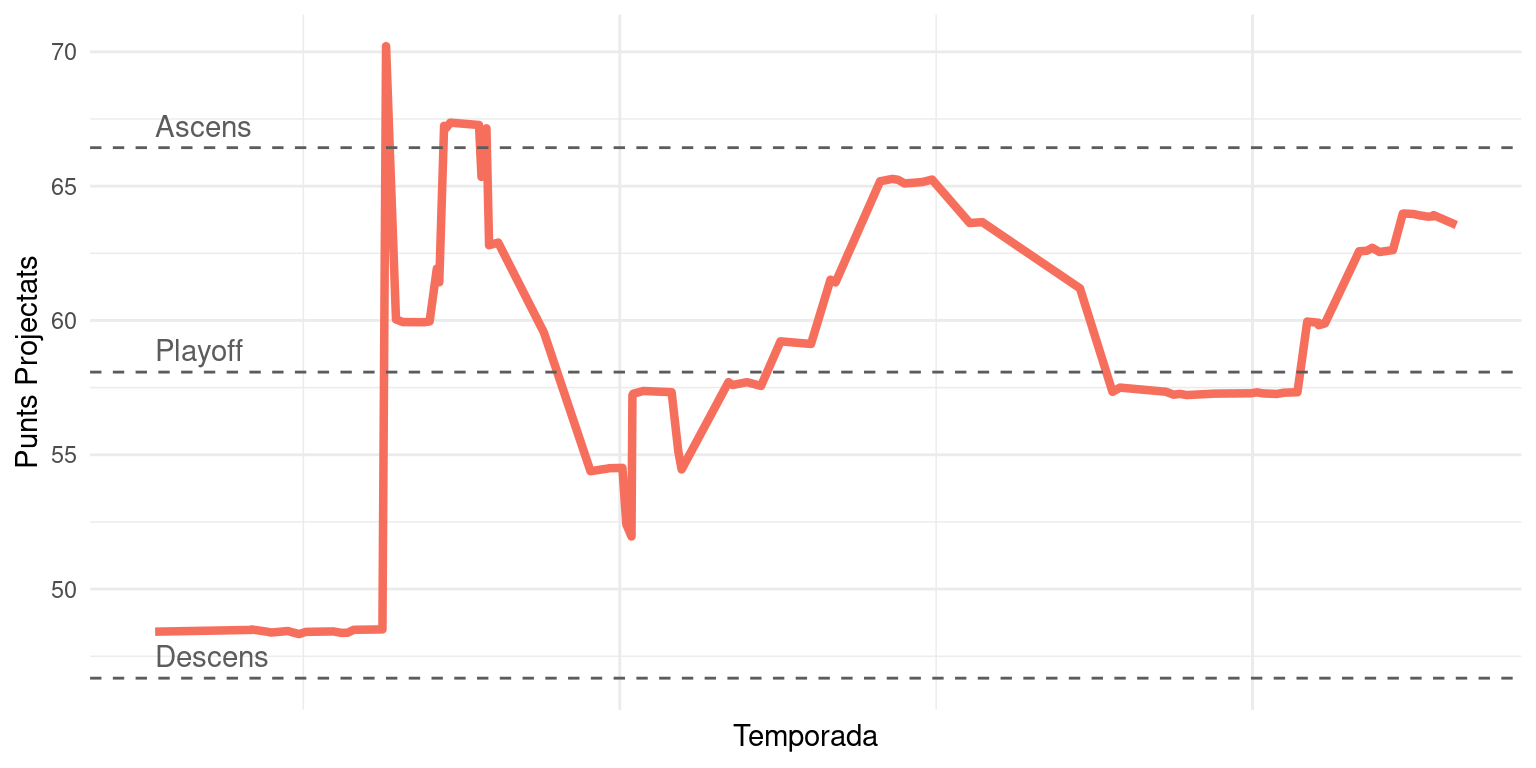 70
Ascens
65
60
Playoff
55
50
Descens
Punts Projectats
Temporada